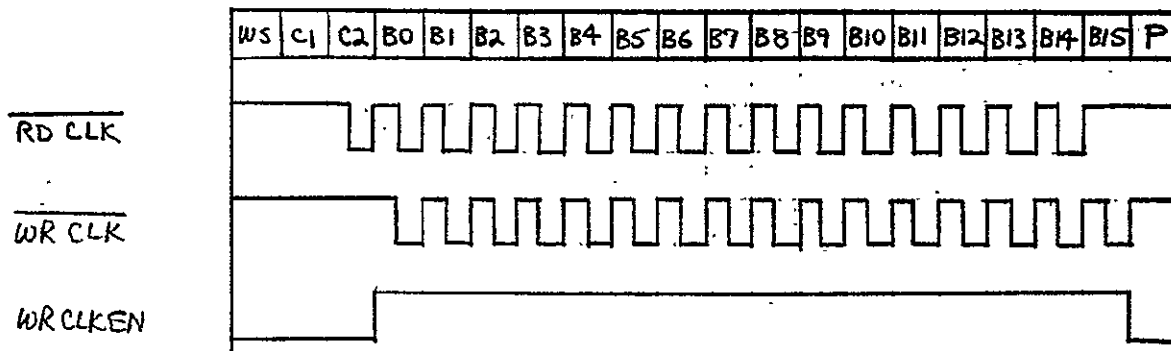 WS C1 C2 B0 B1 B2 B3 B4 B5 B6 B7 B8 B9 B10 B11 B12 B13 B14 B15 P
RD CLK
WR CLK
WR CLKEN